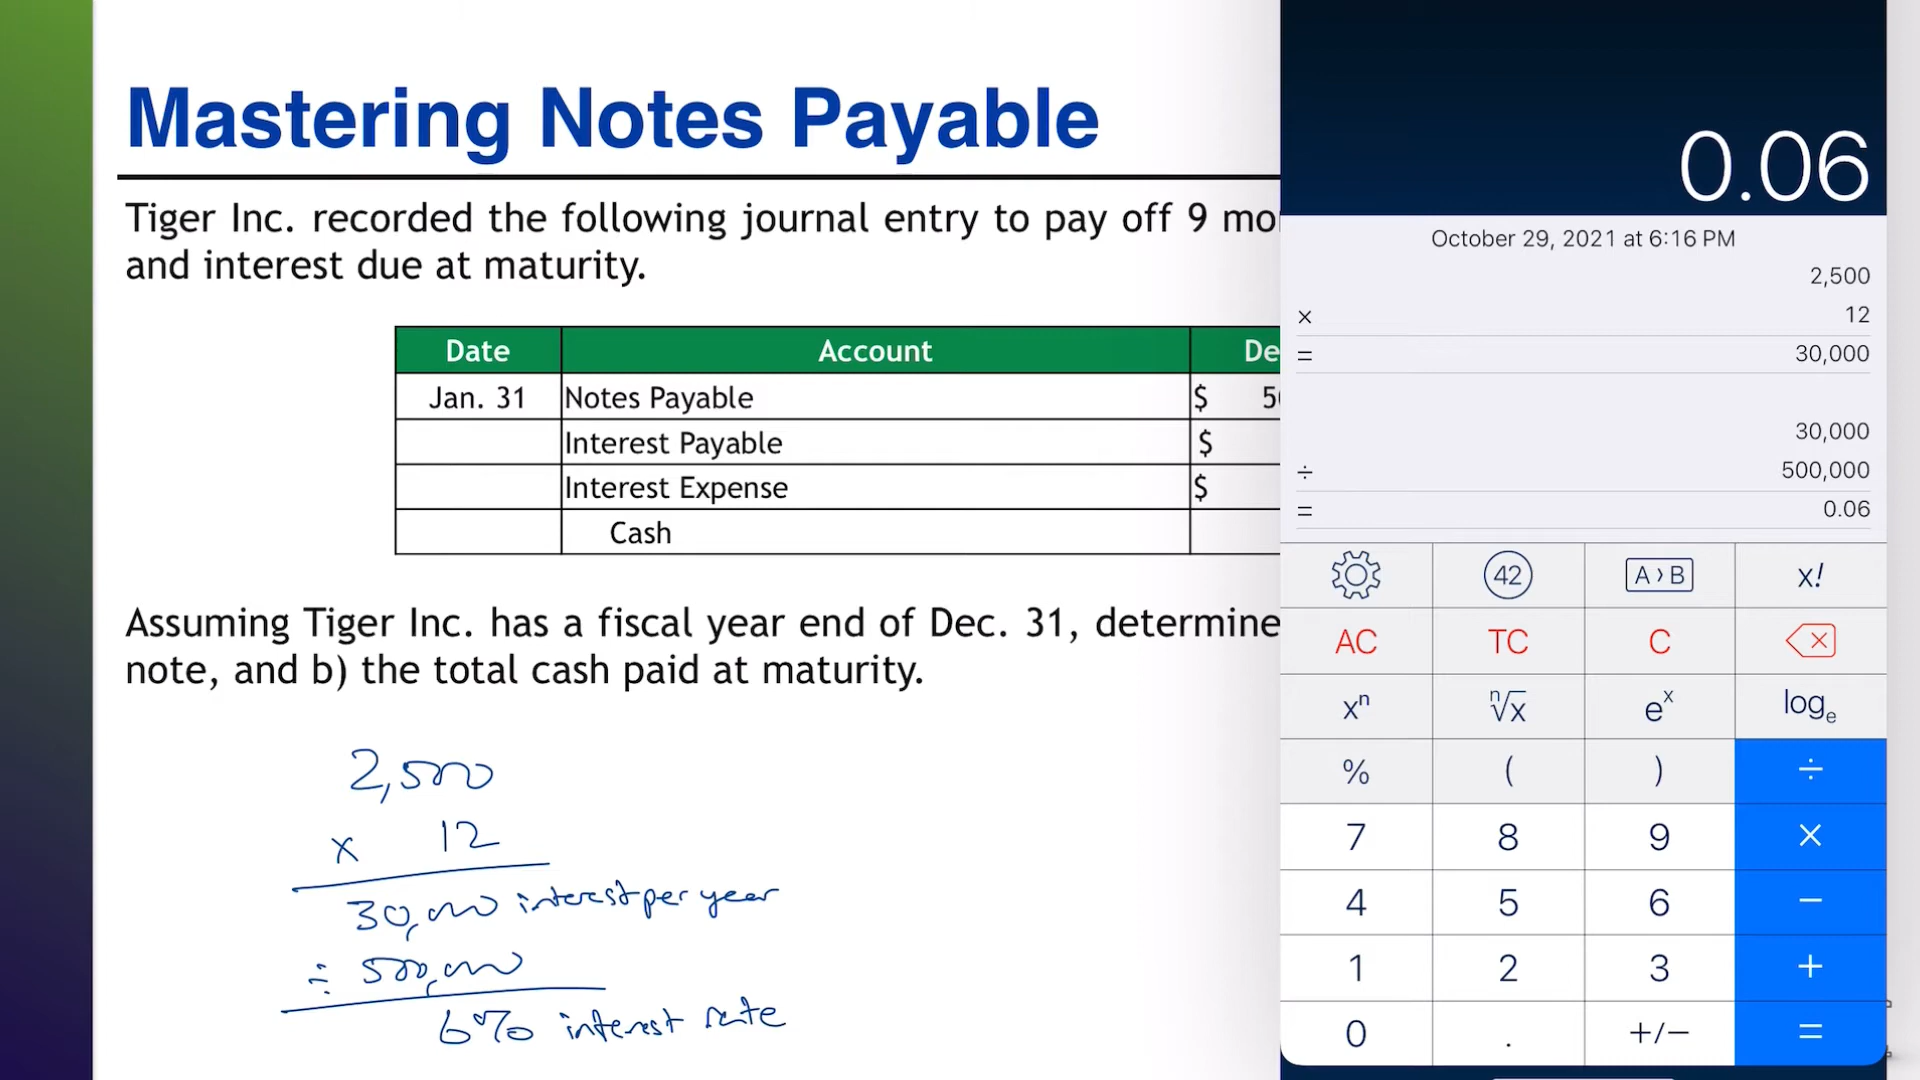 Mastering Notes Payable
Tiger Inc. recorded the following journal entry to pay off 9 mo
and interest due at maturity.
Date Account De
Jan. 31 Notes Payable $ 5
Interest Payable $
Interest Expense $
Cash
Assuming Tiger Inc. has a fiscal year end of Dec. 31, determine
note, and b) the total cash paid at maturity.
2,500
x 12
30,000 interest per year
÷ 500,000
6% interest rate
0.06
October 29, 2021 at 6:16 PM
2,500
× 12
= 30,000
30,000
÷ 500,000
= 0.06
42 A›B x!
AC TC C
xⁿ ⁿ√x eˣ logₑ
% ( ) ÷
7 8 9 ×
4 5 6 −
1 2 3 +
0 . +/− =